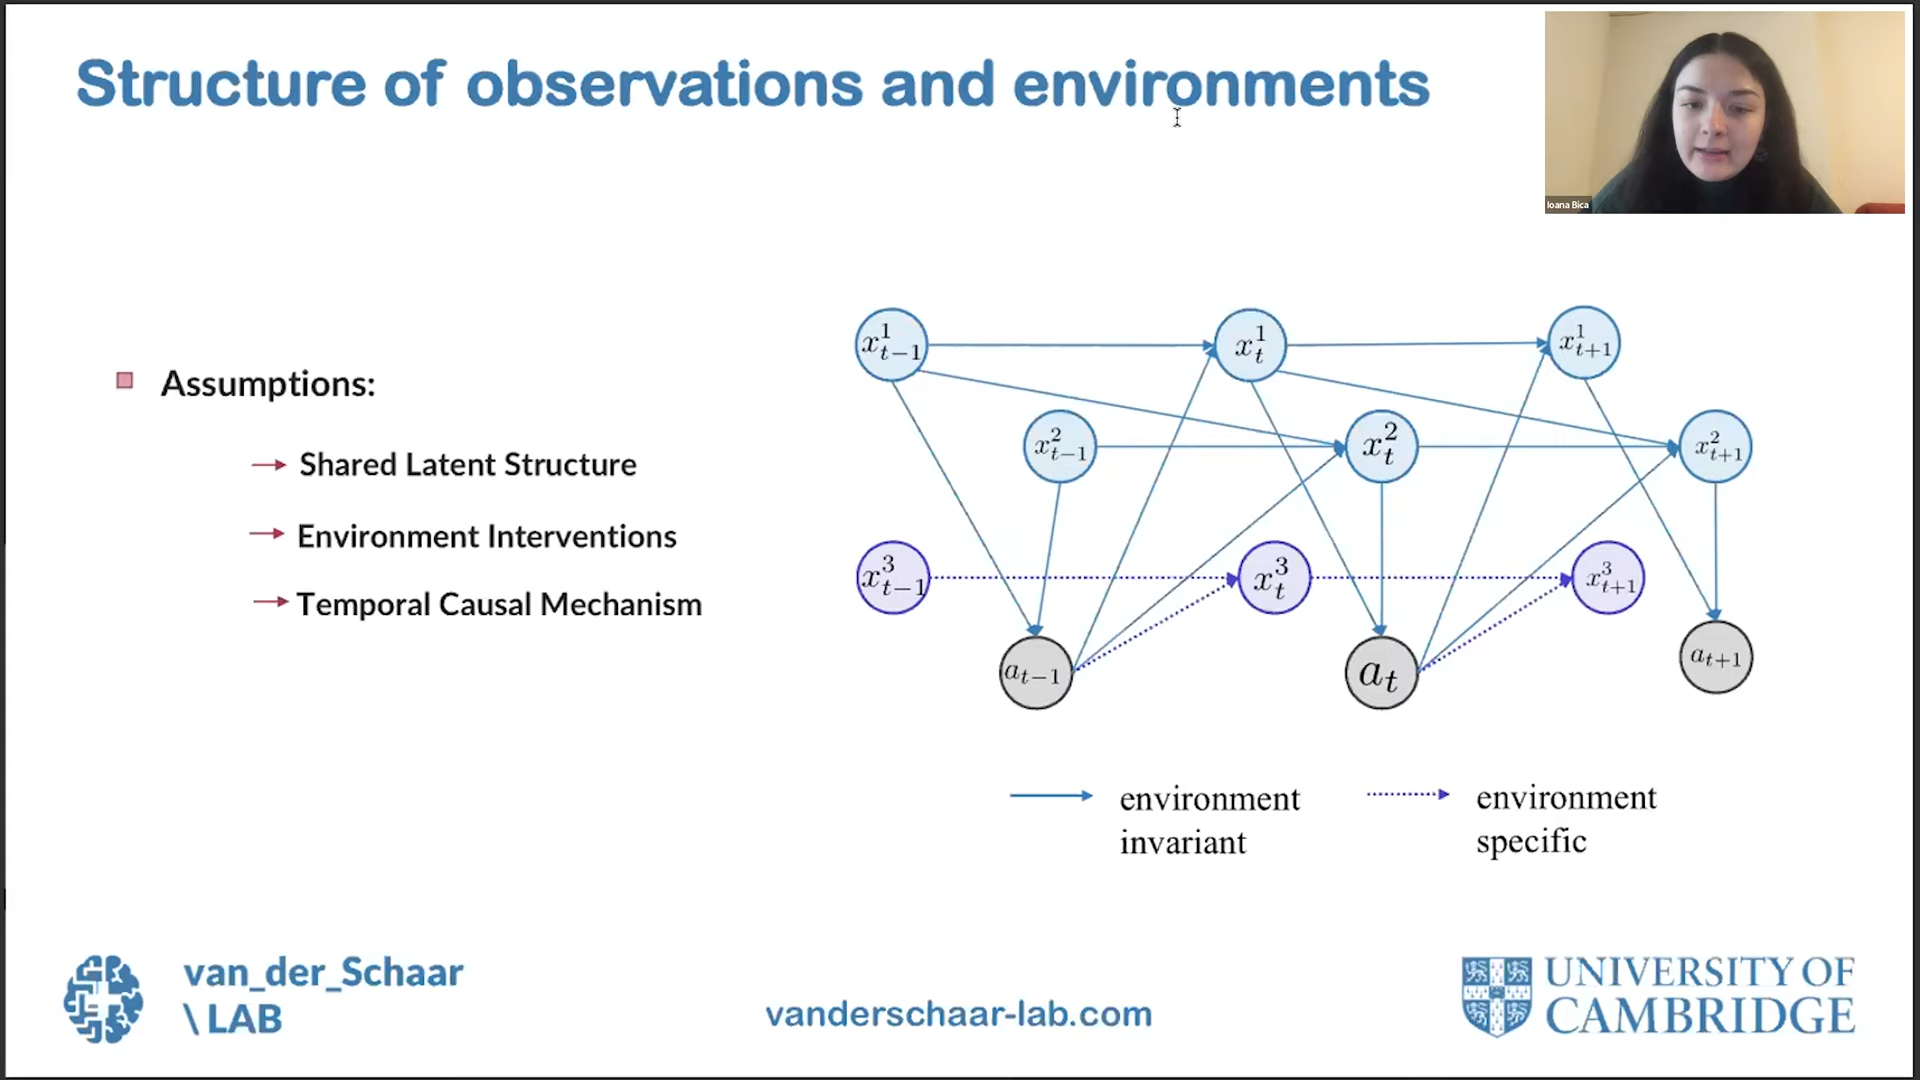 Structure of observations and environments
Ioana Bica
Assumptions:
→ Shared Latent Structure
→ Environment Interventions
→ Temporal Causal Mechanism
x^1_{t-1} x^1_t x^1_{t+1}
x^2_{t-1} x^2_t x^2_{t+1}
x^3_{t-1} x^3_t x^3_{t+1}
a_{t-1} a_t a_{t+1}
environment
invariant
environment
specific
van_der_Schaar
\ LAB
vanderschaar-lab.com
UNIVERSITY OF
CAMBRIDGE